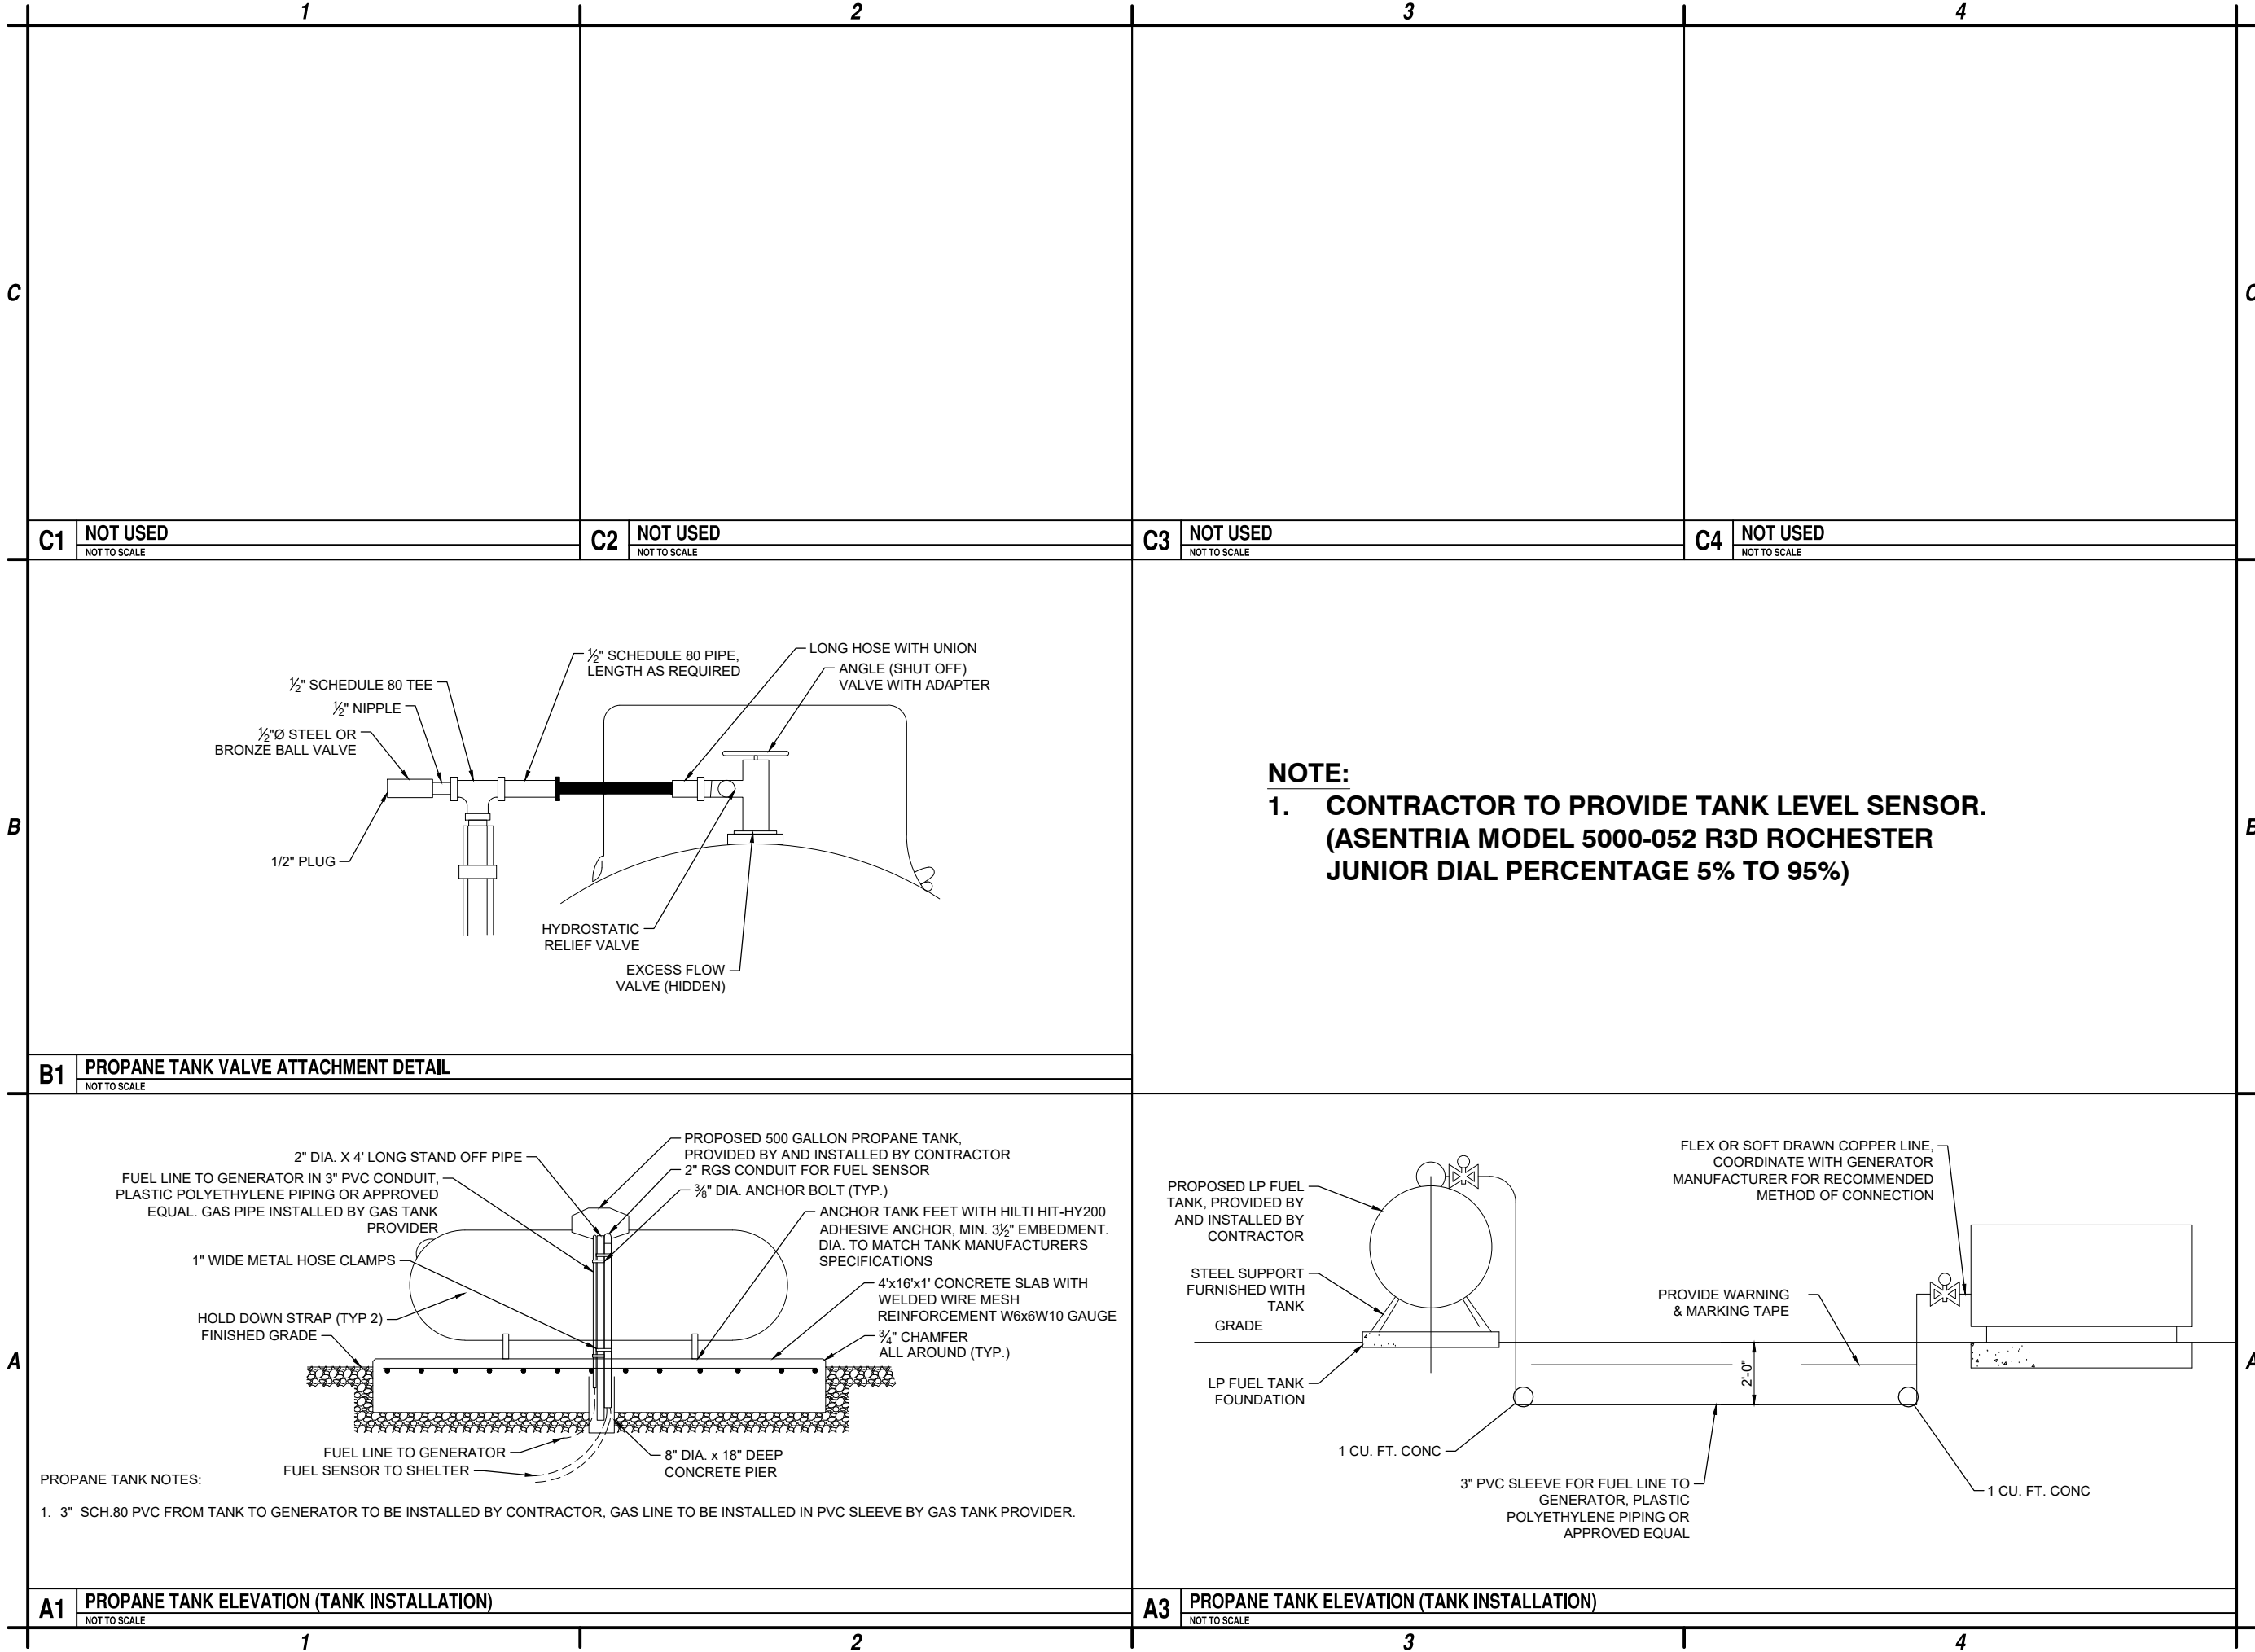 1
2
3
4
C
C
C1
NOT USED
NOT TO SCALE
C2
NOT USED
NOT TO SCALE
C3
NOT USED
NOT TO SCALE
C4
NOT USED
NOT TO SCALE
B
B
½" SCHEDULE 80 PIPE,
LENGTH AS REQUIRED
LONG HOSE WITH UNION
ANGLE (SHUT OFF)
VALVE WITH ADAPTER
½" SCHEDULE 80 TEE
½" NIPPLE
½"Ø STEEL OR
BRONZE BALL VALVE
1/2" PLUG
HYDROSTATIC
RELIEF VALVE
EXCESS FLOW
VALVE (HIDDEN)
B1
PROPANE TANK VALVE ATTACHMENT DETAIL
NOT TO SCALE
NOTE:
1. CONTRACTOR TO PROVIDE TANK LEVEL SENSOR.
(ASENTRIA MODEL 5000-052 R3D ROCHESTER
JUNIOR DIAL PERCENTAGE 5% TO 95%)
A
A
2" DIA. X 4' LONG STAND OFF PIPE
FUEL LINE TO GENERATOR IN 3" PVC CONDUIT,
PLASTIC POLYETHYLENE PIPING OR APPROVED
EQUAL. GAS PIPE INSTALLED BY GAS TANK
PROVIDER
1" WIDE METAL HOSE CLAMPS
HOLD DOWN STRAP (TYP 2)
FINISHED GRADE
PROPOSED 500 GALLON PROPANE TANK,
PROVIDED BY AND INSTALLED BY CONTRACTOR
2" RGS CONDUIT FOR FUEL SENSOR
⅜" DIA. ANCHOR BOLT (TYP.)
ANCHOR TANK FEET WITH HILTI HIT-HY200
ADHESIVE ANCHOR, MIN. 3½" EMBEDMENT.
DIA. TO MATCH TANK MANUFACTURERS
SPECIFICATIONS
4'x16'x1' CONCRETE SLAB WITH
WELDED WIRE MESH
REINFORCEMENT W6x6W10 GAUGE
¾" CHAMFER
ALL AROUND (TYP.)
FUEL LINE TO GENERATOR
FUEL SENSOR TO SHELTER
8" DIA. x 18" DEEP
CONCRETE PIER
PROPANE TANK NOTES:
1. 3" SCH.80 PVC FROM TANK TO GENERATOR TO BE INSTALLED BY CONTRACTOR, GAS LINE TO BE INSTALLED IN PVC SLEEVE BY GAS TANK PROVIDER.
A1
PROPANE TANK ELEVATION (TANK INSTALLATION)
NOT TO SCALE
PROPOSED LP FUEL
TANK, PROVIDED BY
AND INSTALLED BY
CONTRACTOR
STEEL SUPPORT
FURNISHED WITH
TANK
GRADE
LP FUEL TANK
FOUNDATION
FLEX OR SOFT DRAWN COPPER LINE,
COORDINATE WITH GENERATOR
MANUFACTURER FOR RECOMMENDED
METHOD OF CONNECTION
PROVIDE WARNING
& MARKING TAPE
2'-0"
1 CU. FT. CONC
3" PVC SLEEVE FOR FUEL LINE TO
GENERATOR, PLASTIC
POLYETHYLENE PIPING OR
APPROVED EQUAL
1 CU. FT. CONC
A3
PROPANE TANK ELEVATION (TANK INSTALLATION)
NOT TO SCALE
1
2
3
4